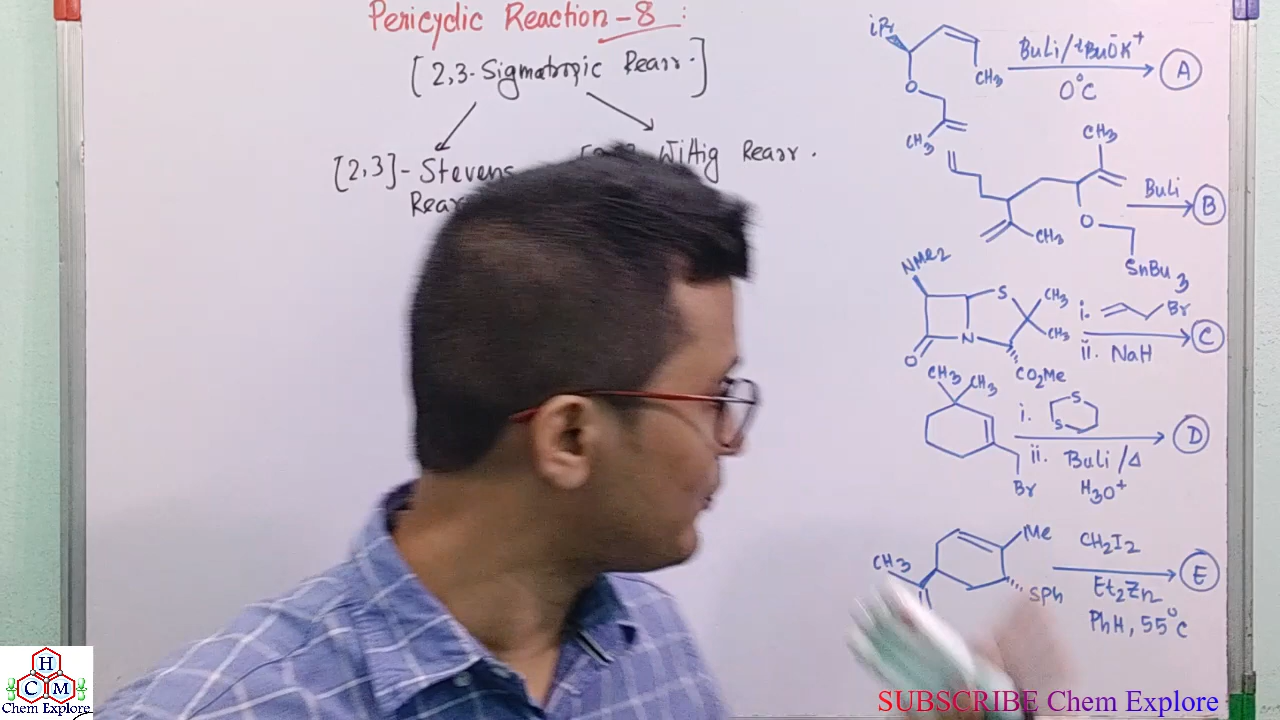 Pericyclic Reaction - 8 :
[2,3-Sigmatropic Rearr.]
[2,3]-Stevens
Wittig Rearr.
iPr
CH3
O
CH3
BuLi/tBuO⁻K⁺
0°C
A
CH3
CH3
O
SnBu3
BuLi
B
NMe2
S
CH3
CH3
N
O
CO2Me
i. Br
ii. NaH
C
CH3 CH3
Br
i. S S
ii. BuLi/Δ
H3O+
D
CH3
Me
SPh
CH2I2
Et2Zn
PhH, 55°C
E
H
C M
Chem Explore
SUBSCRIBE Chem Explore